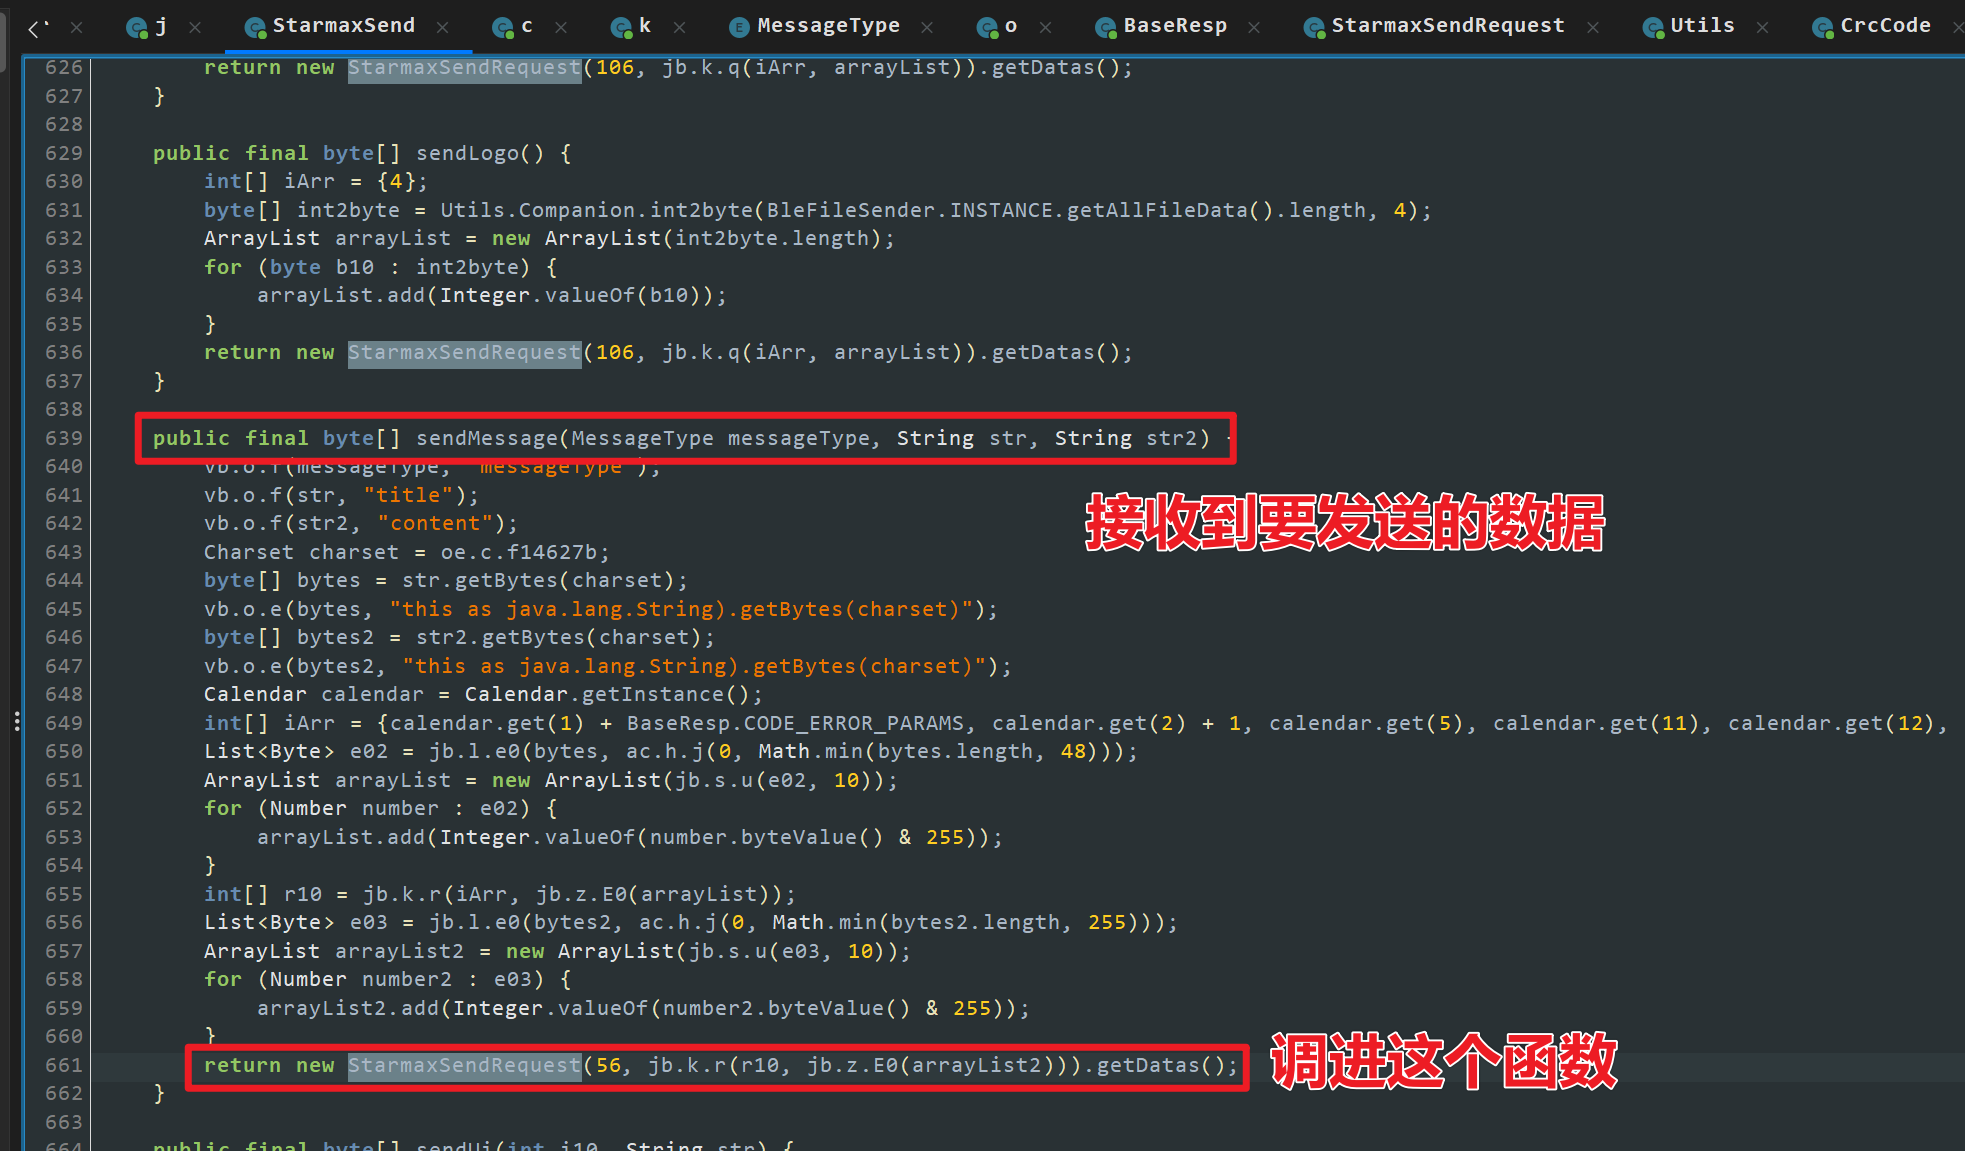 j StarmaxSend c k MessageType o BaseResp StarmaxSendRequest Utils CrcCode
626 return new StarmaxSendRequest(106, jb.k.q(iArr, arrayList)).getDatas();
627 }
628
629 public final byte[] sendLogo() {
630 int[] iArr = {4};
631 byte[] int2byte = Utils.Companion.int2byte(BleFileSender.INSTANCE.getAllFileData().length, 4);
632 ArrayList arrayList = new ArrayList(int2byte.length);
633 for (byte b10 : int2byte) {
634 arrayList.add(Integer.valueOf(b10));
635 }
636 return new StarmaxSendRequest(106, jb.k.q(iArr, arrayList)).getDatas();
637 }
638
639 public final byte[] sendMessage(MessageType messageType, String str, String str2) {
640 vb.o.f(messageType, "messageType");
641 vb.o.f(str, "title");
642 vb.o.f(str2, "content");
接收到要发送的数据
643 Charset charset = oe.c.f14627b;
644 byte[] bytes = str.getBytes(charset);
645 vb.o.e(bytes, "this as java.lang.String).getBytes(charset)");
646 byte[] bytes2 = str2.getBytes(charset);
647 vb.o.e(bytes2, "this as java.lang.String).getBytes(charset)");
648 Calendar calendar = Calendar.getInstance();
649 int[] iArr = {calendar.get(1) + BaseResp.CODE_ERROR_PARAMS, calendar.get(2) + 1, calendar.get(5), calendar.get(11), calendar.get(12),
650 List<Byte> e02 = jb.l.e0(bytes, ac.h.j(0, Math.min(bytes.length, 48)));
651 ArrayList arrayList = new ArrayList(jb.s.u(e02, 10));
652 for (Number number : e02) {
653 arrayList.add(Integer.valueOf(number.byteValue() & 255));
654 }
655 int[] r10 = jb.k.r(iArr, jb.z.E0(arrayList));
656 List<Byte> e03 = jb.l.e0(bytes2, ac.h.j(0, Math.min(bytes2.length, 255)));
657 ArrayList arrayList2 = new ArrayList(jb.s.u(e03, 10));
658 for (Number number2 : e03) {
659 arrayList2.add(Integer.valueOf(number2.byteValue() & 255));
660 }
661 return new StarmaxSendRequest(56, jb.k.r(r10, jb.z.E0(arrayList2))).getDatas();
调进这个函数
662 }
663
664 public final byte[] sendUi(int i10, String str) {